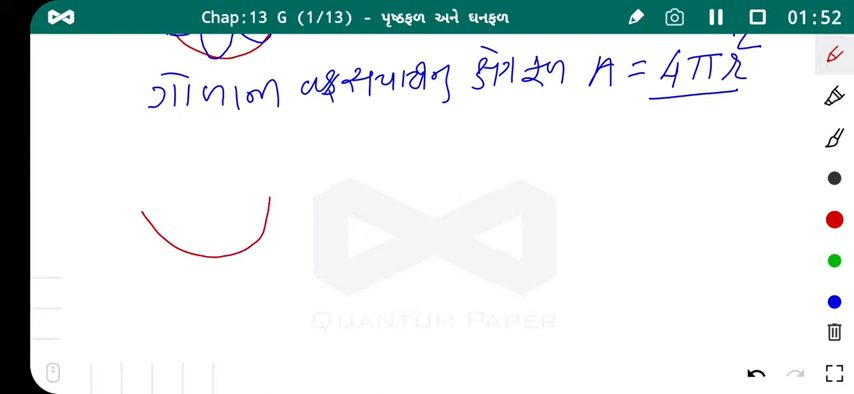 Chap:13 G (1/13) - પૃષ્ઠફળ અને ઘનફળ
01:52
ગોળાના વક્રસપાટીનું ક્ષેત્રફળ A = 4πr²
QUANTUM PAPER